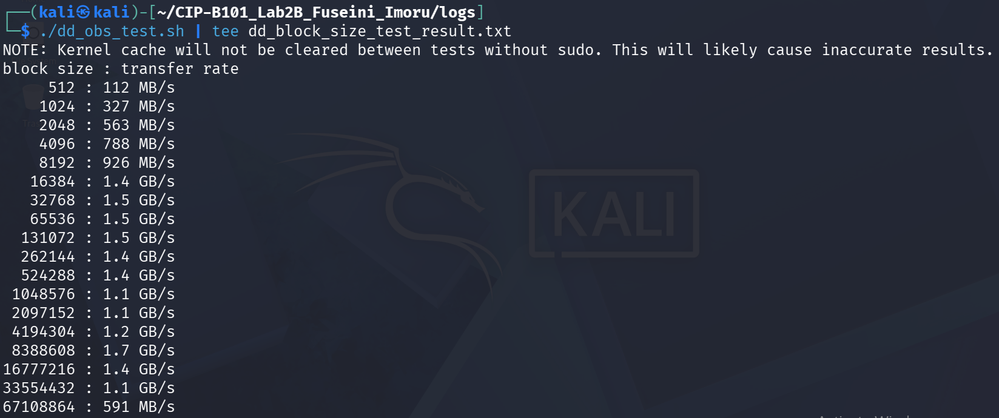 ┌──(kali㉿kali)-[~/CIP-B101_Lab2B_Fuseini_Imoru/logs]
└─$ ./dd_obs_test.sh | tee dd_block_size_test_result.txt
NOTE: Kernel cache will not be cleared between tests without sudo. This will likely cause inaccurate results.
block size : transfer rate
     512 : 112 MB/s
    1024 : 327 MB/s
    2048 : 563 MB/s
    4096 : 788 MB/s
    8192 : 926 MB/s
   16384 : 1.4 GB/s
   32768 : 1.5 GB/s
   65536 : 1.5 GB/s
  131072 : 1.5 GB/s
  262144 : 1.4 GB/s
  524288 : 1.4 GB/s
 1048576 : 1.1 GB/s
 2097152 : 1.1 GB/s
 4194304 : 1.2 GB/s
 8388608 : 1.7 GB/s
16777216 : 1.4 GB/s
33554432 : 1.1 GB/s
67108864 : 591 MB/s
KALI